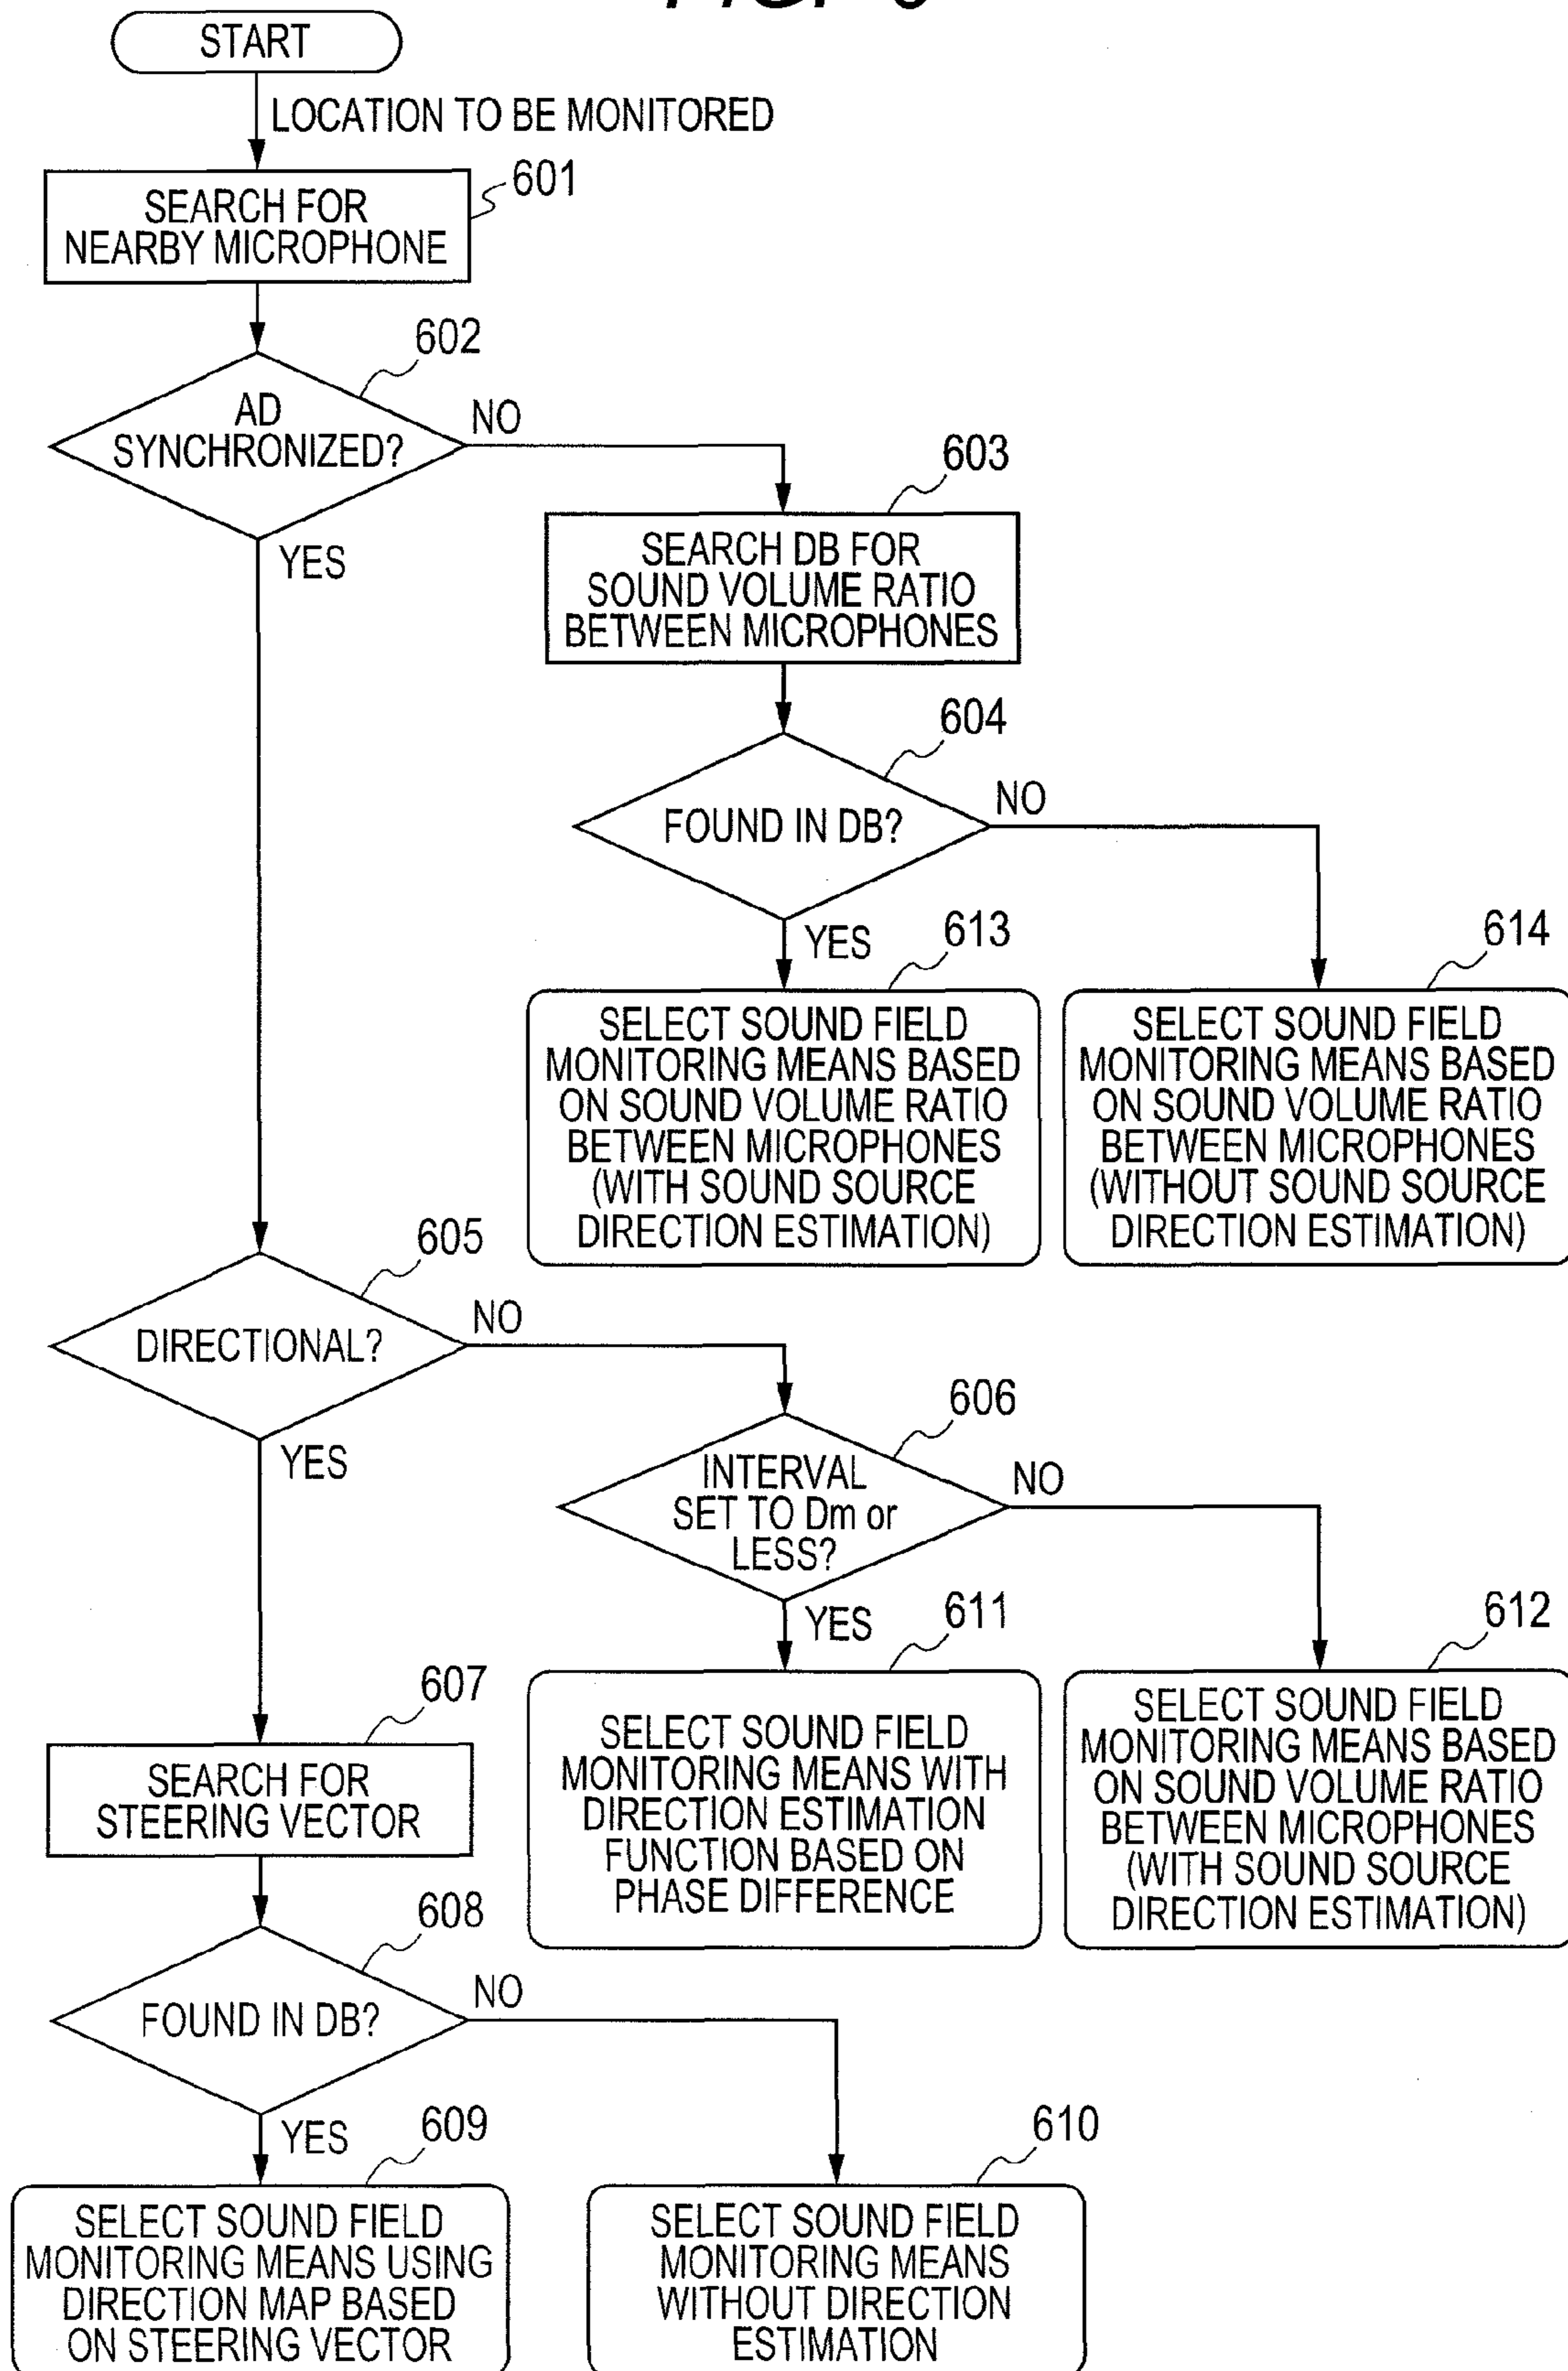 START
LOCATION TO BE MONITORED
601
SEARCH FOR
NEARBY MICROPHONE
602
AD
SYNCHRONIZED?
NO
YES
603
SEARCH DB FOR
SOUND VOLUME RATIO
BETWEEN MICROPHONES
604
FOUND IN DB?
NO
YES
613
SELECT SOUND FIELD
MONITORING MEANS BASED
ON SOUND VOLUME RATIO
BETWEEN MICROPHONES
(WITH SOUND SOURCE
DIRECTION ESTIMATION)
614
SELECT SOUND FIELD
MONITORING MEANS BASED
ON SOUND VOLUME RATIO
BETWEEN MICROPHONES
(WITHOUT SOUND SOURCE
DIRECTION ESTIMATION)
605
DIRECTIONAL?
NO
YES
606
INTERVAL
SET TO Dm or
LESS?
NO
YES
611
SELECT SOUND FIELD
MONITORING MEANS WITH
DIRECTION ESTIMATION
FUNCTION BASED ON
PHASE DIFFERENCE
612
SELECT SOUND FIELD
MONITORING MEANS BASED
ON SOUND VOLUME RATIO
BETWEEN MICROPHONES
(WITH SOUND SOURCE
DIRECTION ESTIMATION)
607
SEARCH FOR
STEERING VECTOR
608
FOUND IN DB?
NO
YES
609
SELECT SOUND FIELD
MONITORING MEANS USING
DIRECTION MAP BASED
ON STEERING VECTOR
610
SELECT SOUND FIELD
MONITORING MEANS
WITHOUT DIRECTION
ESTIMATION